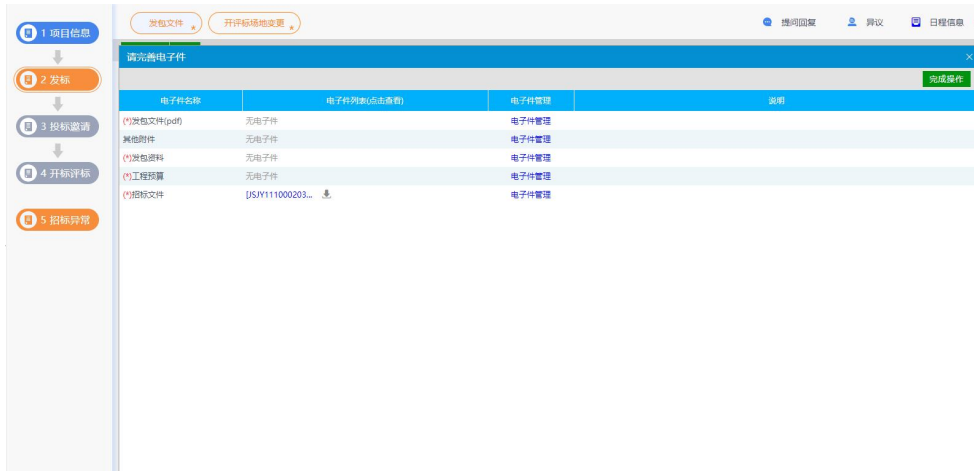 1 项目信息
2 发标
3 投标邀请
4 开标评标
5 招标异常
发包文件 *
开评标场地变更 *
提问回复
异议
日程信息
请完善电子件
完成操作
电子件名称 电子件列表(点击查看) 电子件管理 说明
(*)发包文件(pdf) 无电子件 电子件管理
其他附件 无电子件 电子件管理
(*)发包资料 无电子件 电子件管理
(*)工程预算 无电子件 电子件管理
(*)招标文件 [JSJY111000203... 电子件管理